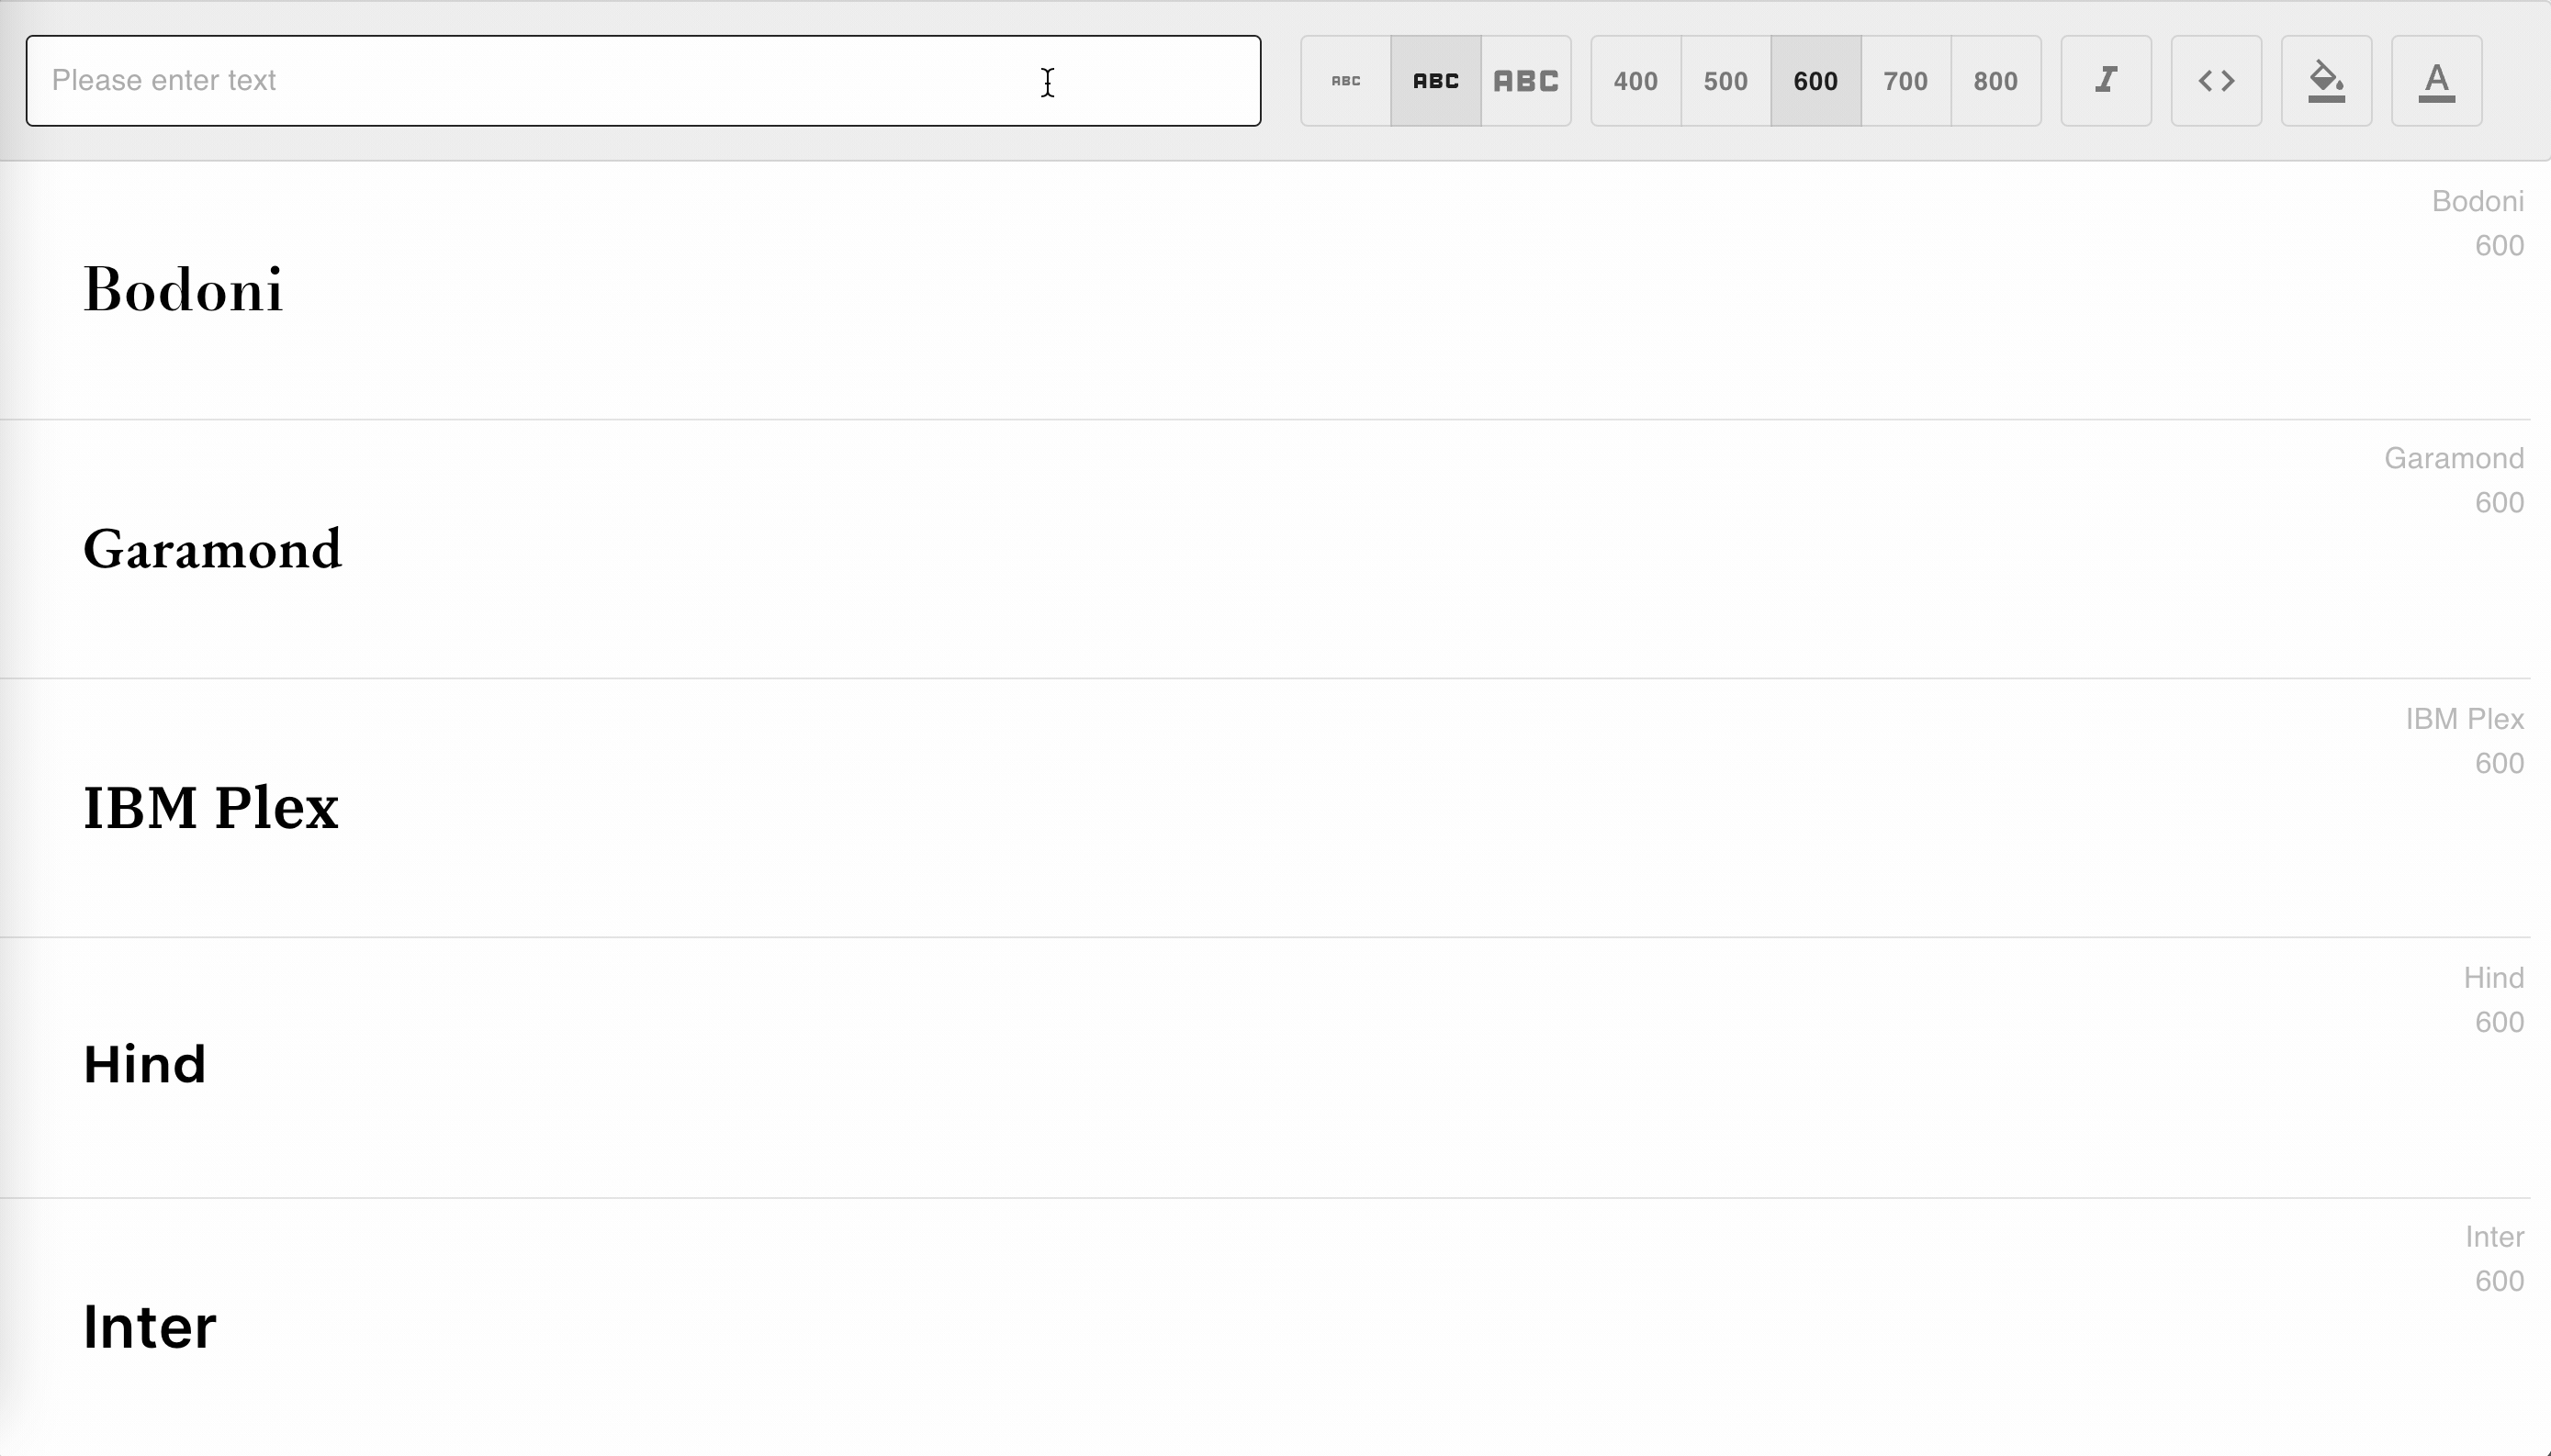 Please enter text ABC ABC ABC 400 500 600 700 800 I <> A
Bodoni
600
Bodoni
Garamond
600
Garamond
IBM Plex
600
IBM Plex
Hind
600
Hind
Inter
600
Inter